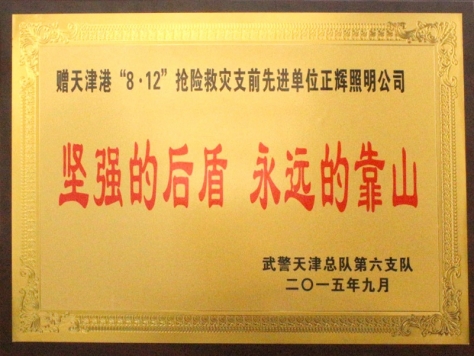 赠天津港“8·12”抢险救灾支前先进单位正辉照明公司
坚强的后盾 永远的靠山
武警天津总队第六支队
二〇一五年九月